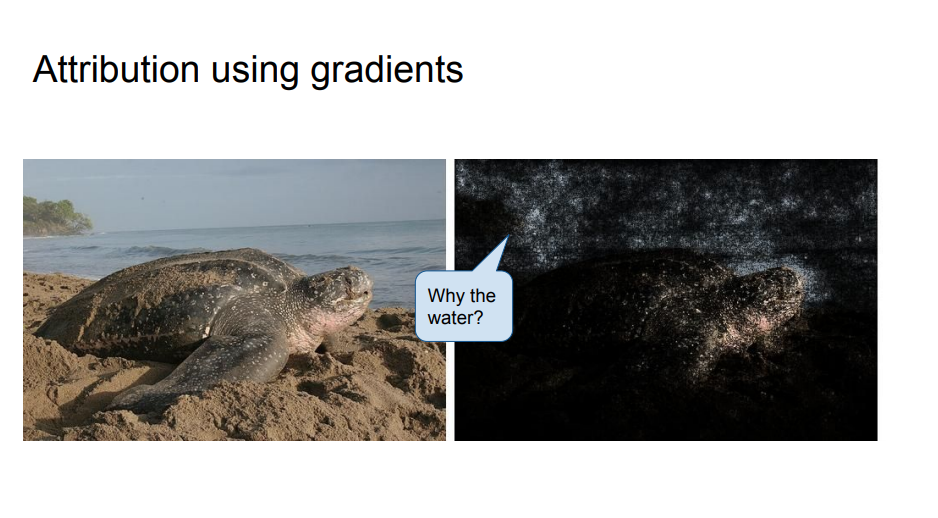 Attribution using gradients
Why the
water?